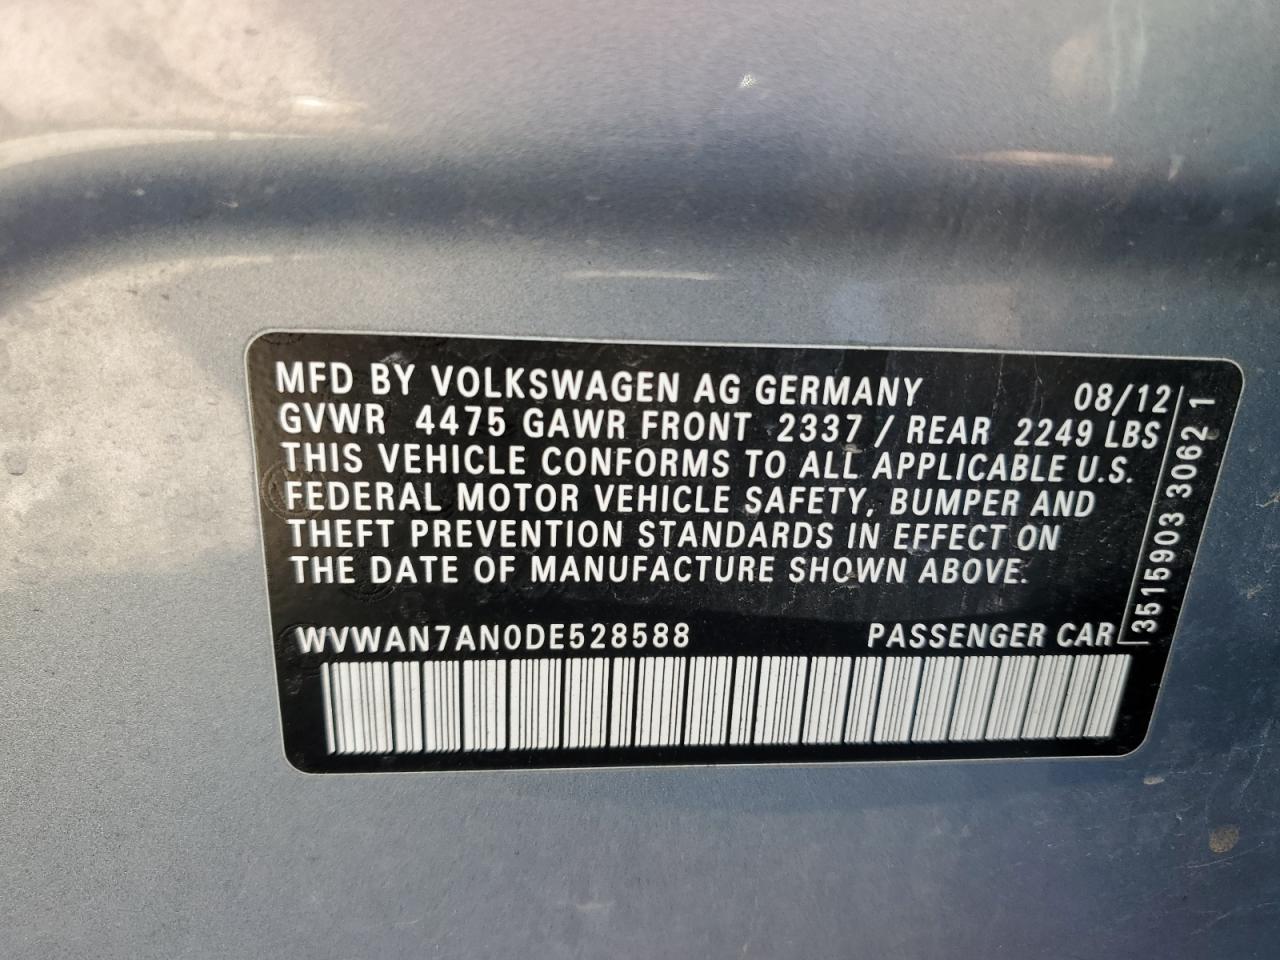 MFD BY VOLKSWAGEN AG GERMANY 08/12
GVWR 4475 GAWR FRONT 2337 / REAR 2249 LBS
THIS VEHICLE CONFORMS TO ALL APPLICABLE U.S.
FEDERAL MOTOR VEHICLE SAFETY, BUMPER AND
THEFT PREVENTION STANDARDS IN EFFECT ON
THE DATE OF MANUFACTURE SHOWN ABOVE.
WVWAN7AN0DE528588 PASSENGER CAR
3515903 3062 1